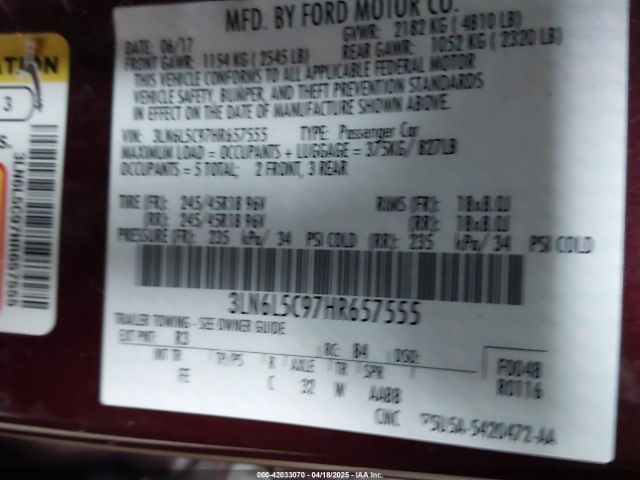 MFD. BY FORD MOTOR CO.
DATE: 06/17 GVWR: 2182 KG ( 4810 LB)
FRONT GAWR: 1154 KG ( 2545 LB) REAR GAWR: 1052 KG ( 2320 LB)
THIS VEHICLE CONFORMS TO ALL APPLICABLE FEDERAL MOTOR
VEHICLE SAFETY, BUMPER, AND THEFT PREVENTION STANDARDS
IN EFFECT ON THE DATE OF MANUFACTURE SHOWN ABOVE.
VIN: 3LN6L5C97HR657555 TYPE: Passenger Car
MAXIMUM LOAD = OCCUPANTS + LUGGAGE = 375KG/ 827LB
OCCUPANTS = 5 TOTAL; 2 FRONT, 3 REAR
TIRE (FR): 245/45R18 96V RIMS (FR): 18x8.0J
(RR): 245/45R18 96V (RR): 18x8.0J
PRESSURE (FR): 235 kPa/ 34 PSI COLD (RR): 235 kPa/ 34 PSI COLD
3LN6L5C97HR657555
TRAILER TOWING - SEE OWNER GUIDE
EXT PNT: R3 RC: 84 DSO:
INT TR TP/PS R AXLE TR SPR
FE C 32 M AABB
F0048
R0116
CNC
5U5A-5420472-AA
3
S.
3LN6L5C97HR657555
000-42033070 - 04/18/2025 - IAA Inc.